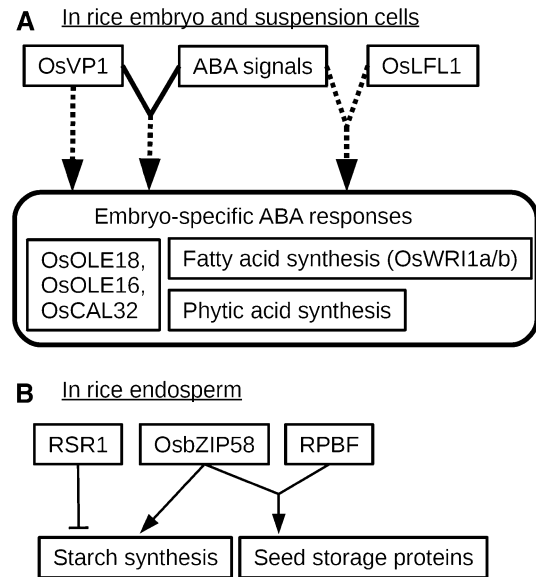 A In rice embryo and suspension cells
OsVP1 ABA signals OsLFL1
Embryo-specific ABA responses
OsOLE18,
OsOLE16,
OsCAL32
Fatty acid synthesis (OsWRI1a/b)
Phytic acid synthesis
B In rice endosperm
RSR1 OsbZIP58 RPBF
Starch synthesis Seed storage proteins